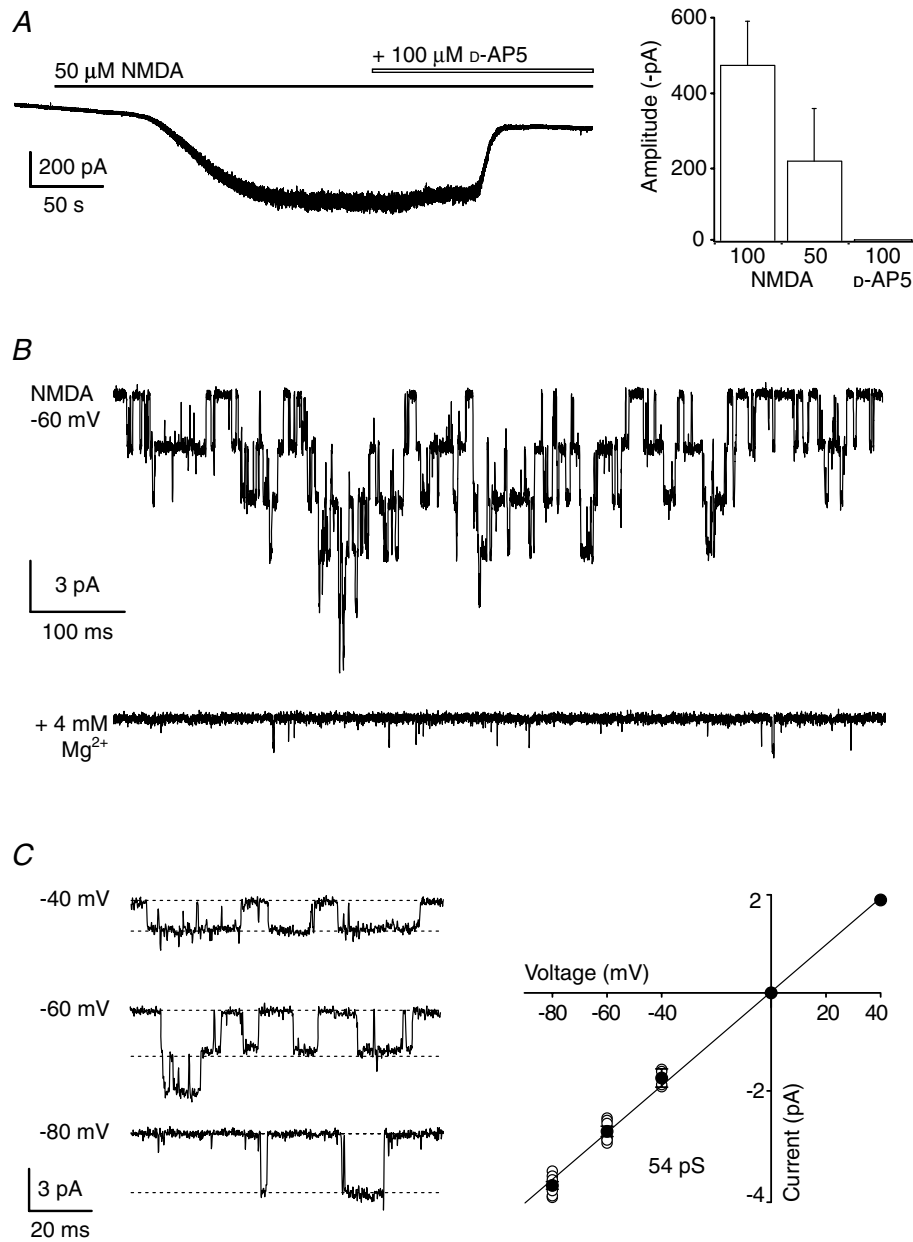 A
50 μM NMDA
+ 100 μM D-AP5
200 pA
50 s
Amplitude (-pA)
600
400
200
0
100
50
100
NMDA
D-AP5
B
NMDA
-60 mV
3 pA
100 ms
+ 4 mM
Mg2+
C
-40 mV
-60 mV
-80 mV
3 pA
20 ms
Voltage (mV)
-80
-60
-40
20
40
2
-2
-4
Current (pA)
54 pS